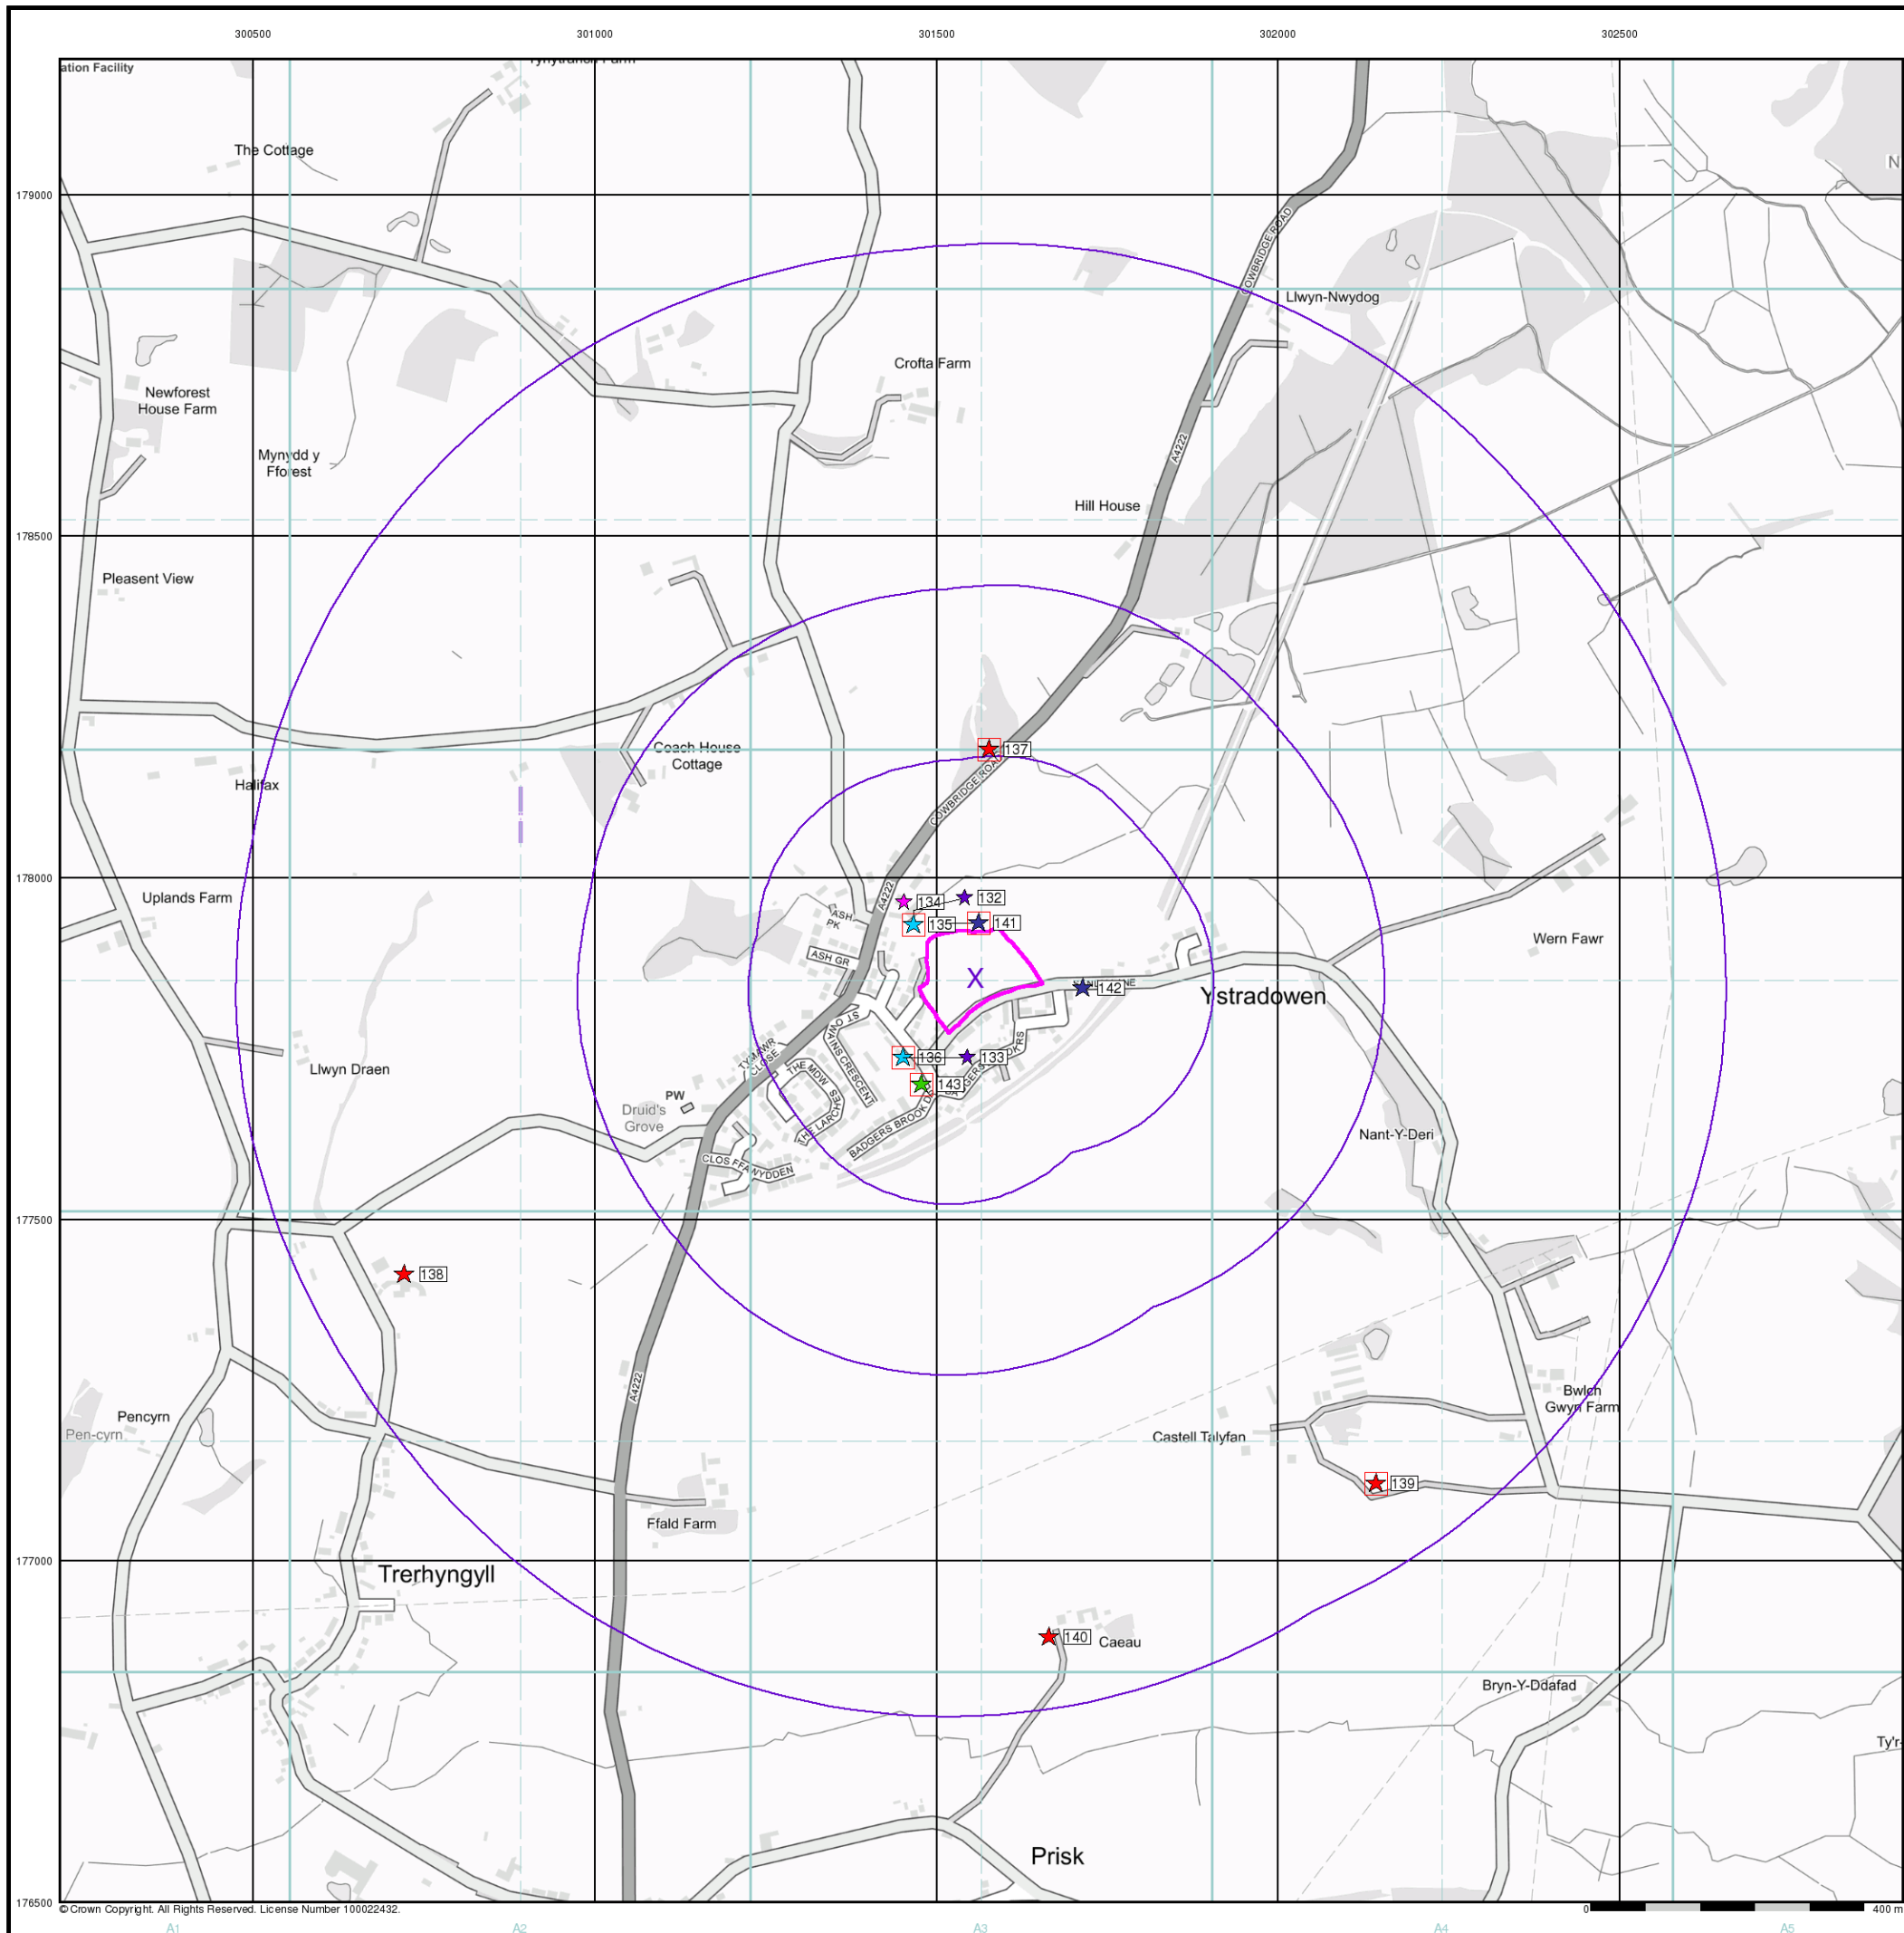 300500 301000 301500 302000 302500
ation Facility
Tynytranch Farm
The Cottage
N
179000
COWBRIDGE ROAD
Llwyn-Nwydog
Crofta Farm
Newforest
House Farm
A4222
Mynydd y
Fforest
Hill House
178500
Pleasent View
Coach House
Cottage
137
Halifax
COWBRIDGE ROAD
178000
Uplands Farm
A4222
134
132
ASH
PK
135
141
Wern Fawr
ASH GR
X
142
Ystradowen
ST OWAINS CRESCENT
TYMAWR
CLOSE
136
133
Llwyn Draen
THE MDW
143
PW
THE LARCHES
Druid's
Grove
BADGERS BROOK
Nant-Y-Deri
CLOS FFAWYDDEN
177500
138
A4222
Bwlch
Gwyn Farm
Pencyrn
Pen-cyrn
Castell Talyfan
139
Ffald Farm
177000
Trerhyngyll
140
Caeau
Bryn-Y-Ddafad
Ty'r-
Prisk
176500
© Crown Copyright. All Rights Reserved. License Number 100022432.
0 400 m
A1 A2 A3 A4 A5